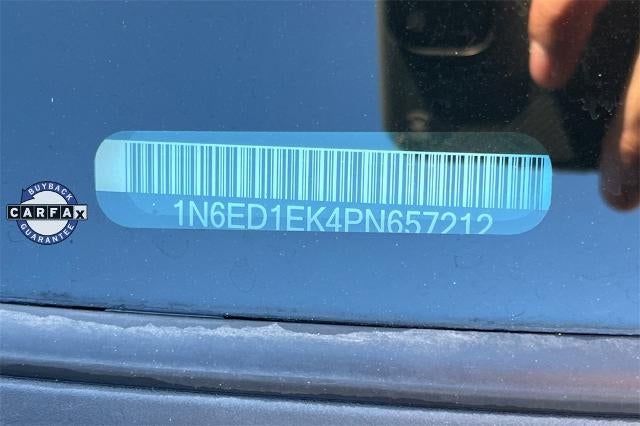 BUYBACK
CARFAX
GUARANTEE
1N6ED1EK4PN657212